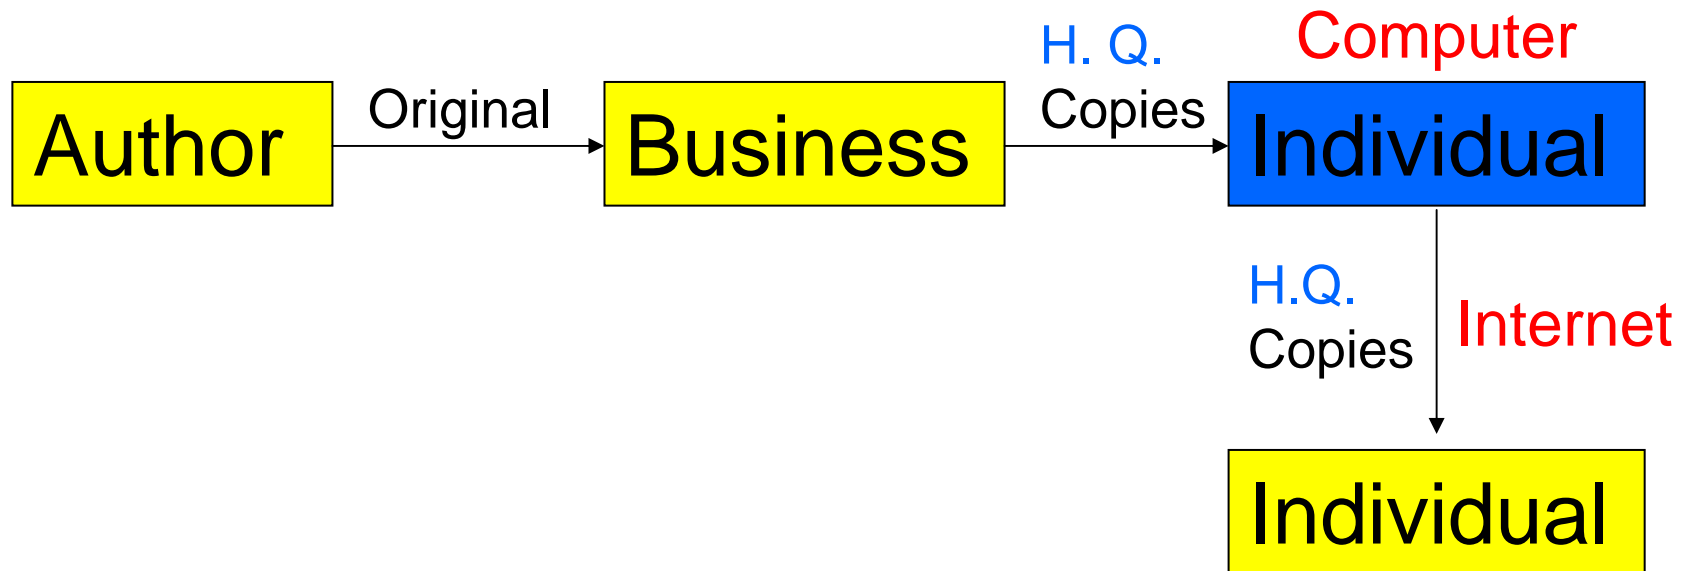 H. Q.
Computer
Original
Copies
Author
Business
Individual
H.Q.
Internet
Copies
Individual